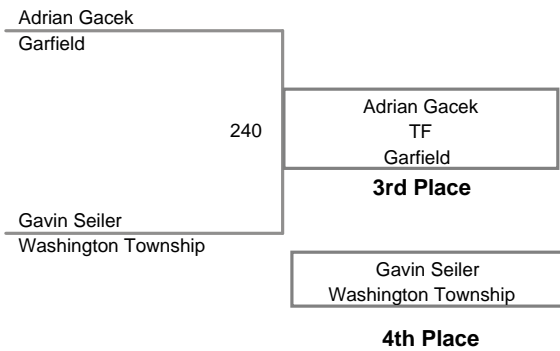 Adrian Gacek
Garfield
240
Adrian Gacek
TF
Garfield
3rd Place
Gavin Seiler
Washington Township
Gavin Seiler
Washington Township
4th Place